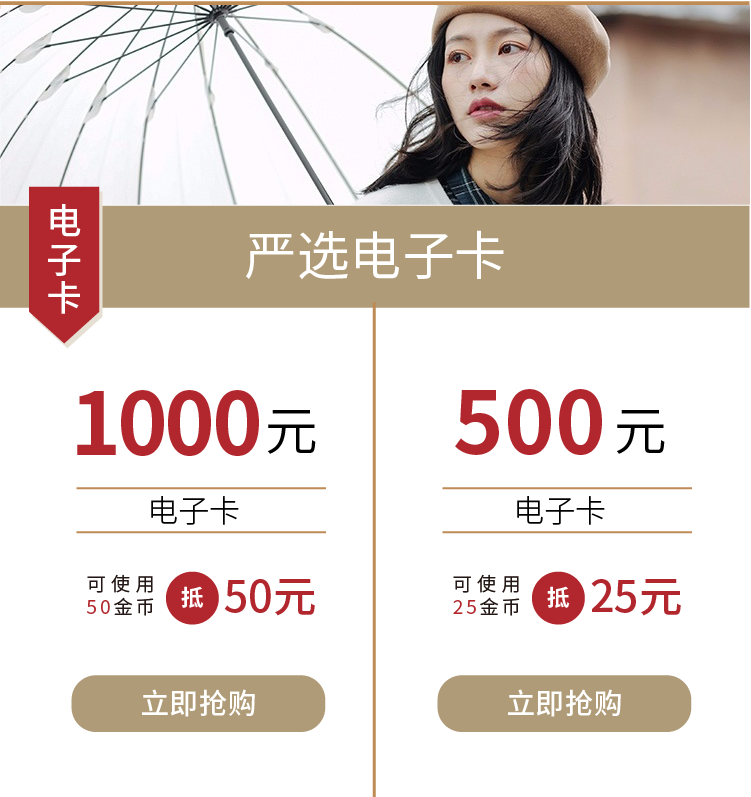 电子卡
严选电子卡
1000元
电子卡
可使用
50金币
抵
50元
立即抢购
500元
电子卡
可使用
25金币
抵
25元
立即抢购